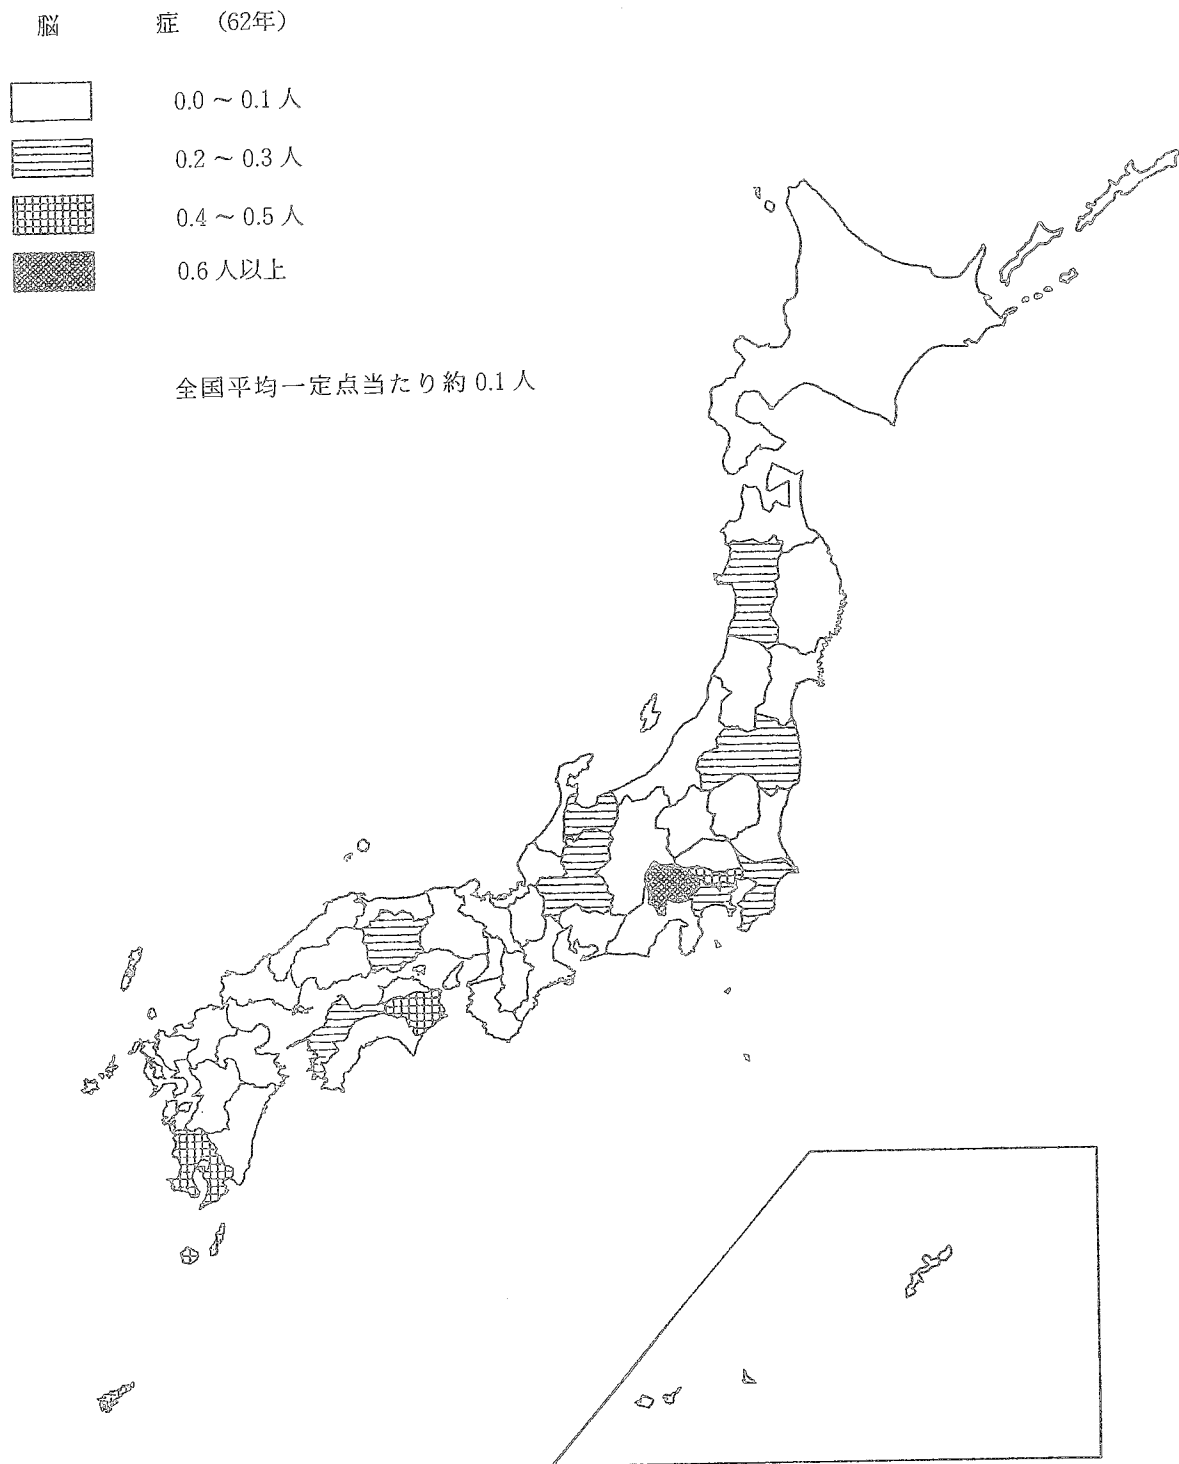 脳 症 (62年)
0.0 ~ 0.1 人
0.2 ~ 0.3 人
0.4 ~ 0.5 人
0.6 人以上
全国平均一定点当たり約 0.1 人